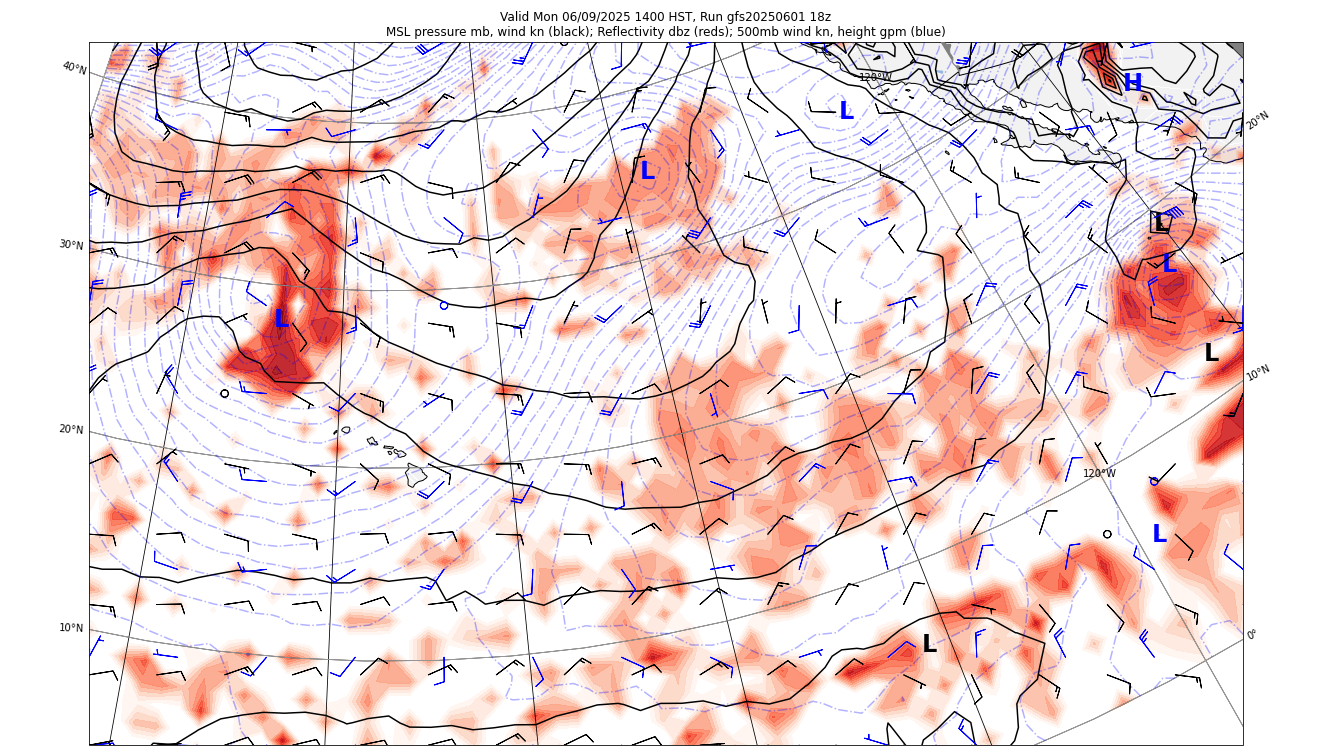 Valid Mon 06/09/2025 1400 HST, Run gfs20250601 18z
MSL pressure mb, wind kn (black); Reflectivity dbz (reds); 500mb wind kn, height gpm (blue)
40°N
120°W
H
L
20°N
L
L
30°N
L
L
L
10°N
20°N
120°W
L
10°N
0°
L